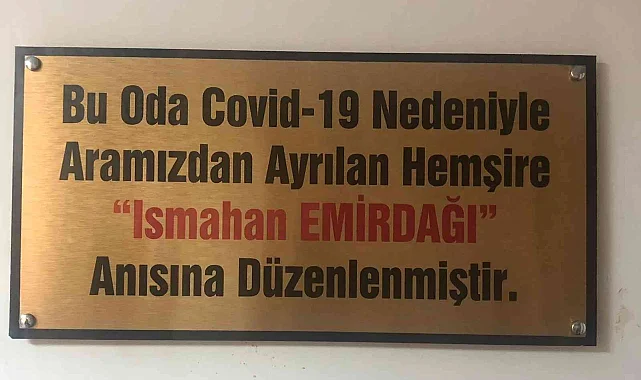 Bu Oda Covid-19 Nedeniyle
Aramızdan Ayrılan Hemşire
“Ismahan EMİRDAĞI”
Anısına Düzenlenmiştir.